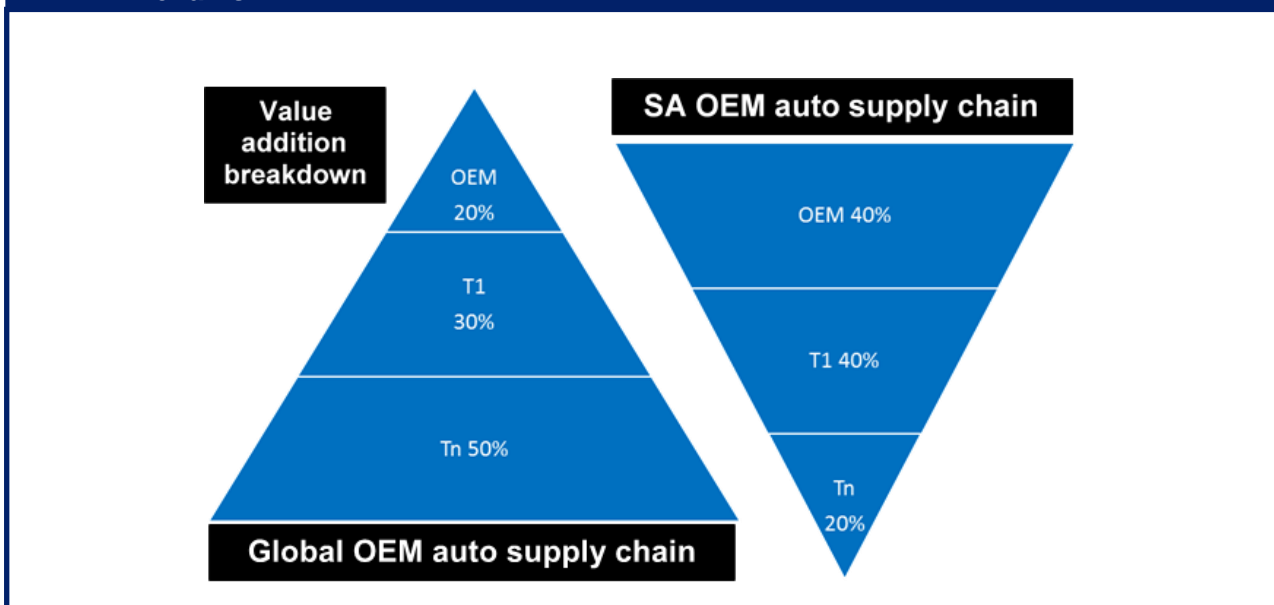 Value
addition
breakdown
OEM
20%
T1
30%
Tn 50%
Global OEM auto supply chain
SA OEM auto supply chain
OEM 40%
T1 40%
Tn
20%